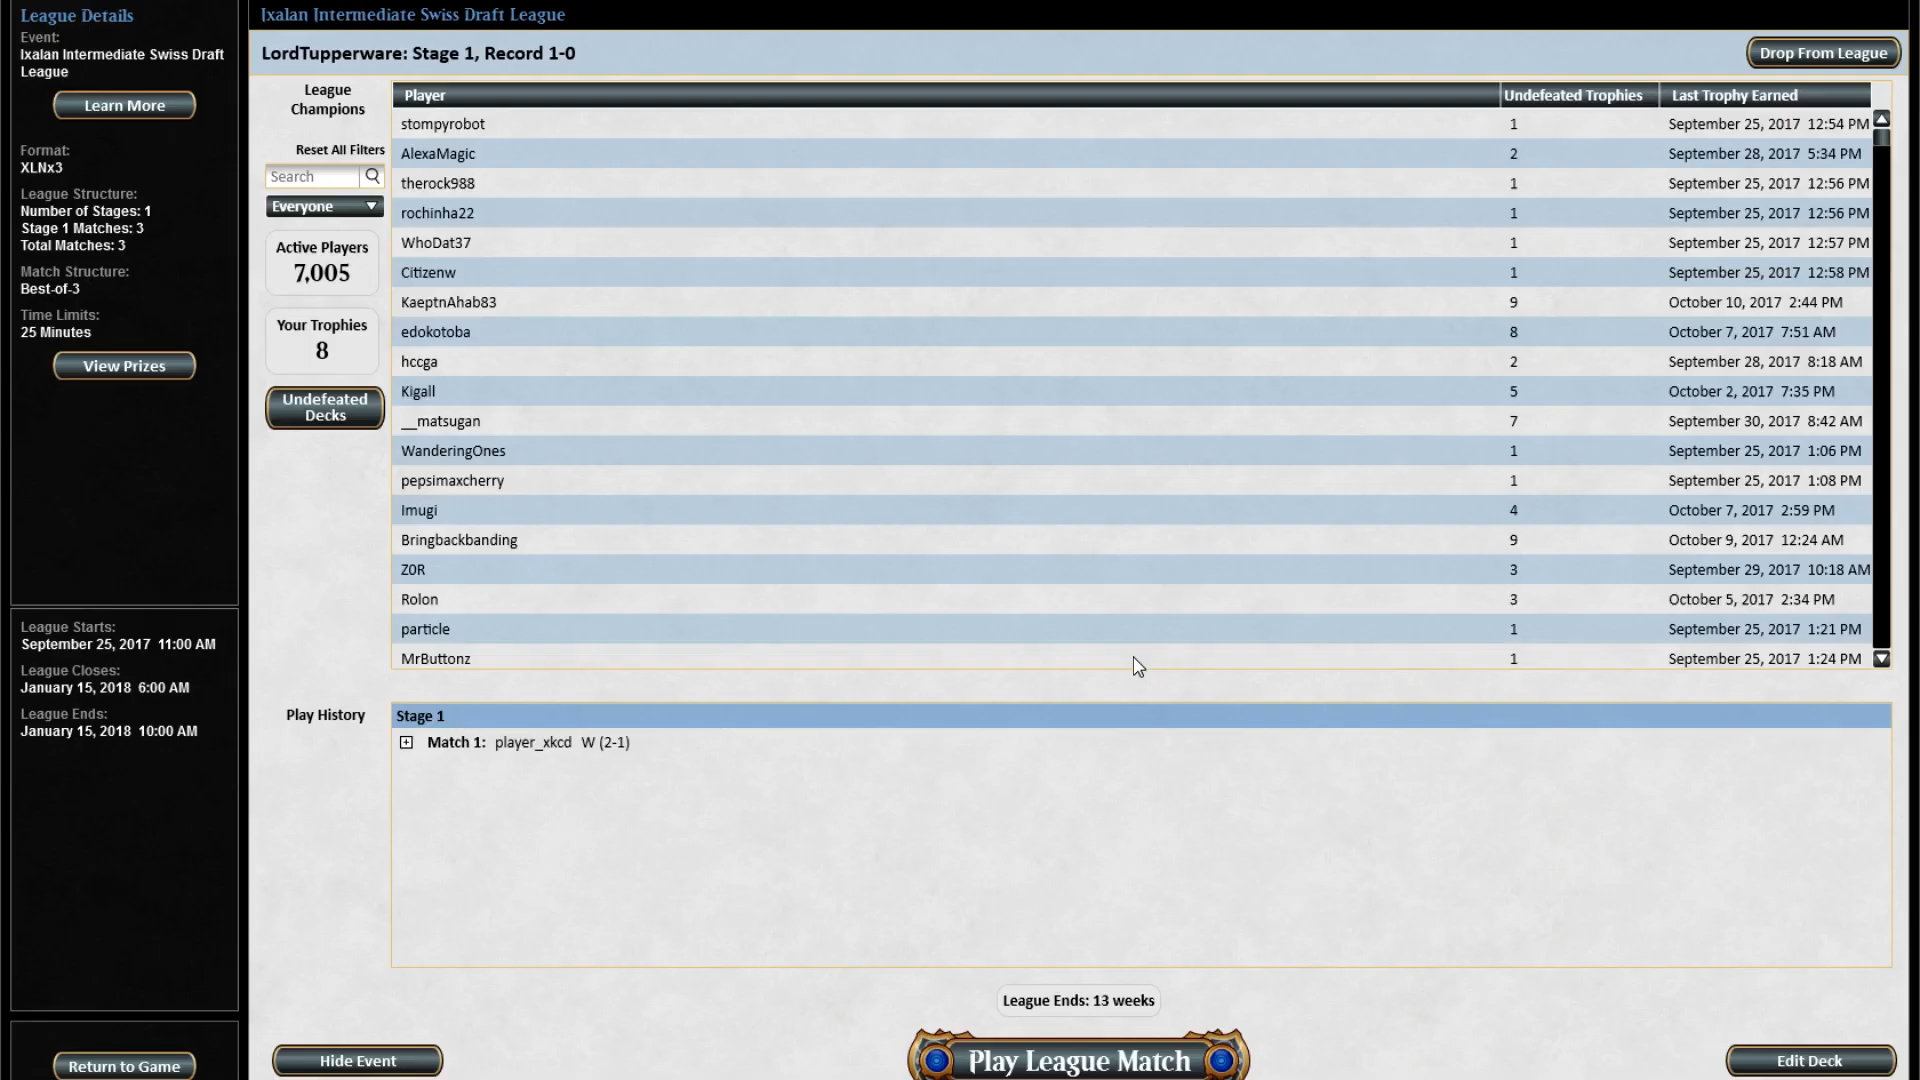 League Details
Event:
Ixalan Intermediate Swiss Draft
League
Learn More
Format:
XLNx3
League Structure:
Number of Stages: 1
Stage 1 Matches: 3
Total Matches: 3
Match Structure:
Best-of-3
Time Limits:
25 Minutes
View Prizes
League Starts:
September 25, 2017 11:00 AM
League Closes:
January 15, 2018 6:00 AM
League Ends:
January 15, 2018 10:00 AM
Return to Game
Ixalan Intermediate Swiss Draft League
LordTupperware: Stage 1, Record 1-0
Drop From League
League
Champions
Reset All Filters
Search
Everyone
Active Players
7,005
Your Trophies
8
Undefeated
Decks
Player Undefeated Trophies Last Trophy Earned
stompyrobot 1 September 25, 2017 12:54 PM
AlexaMagic 2 September 28, 2017 5:34 PM
therock988 1 September 25, 2017 12:56 PM
rochinha22 1 September 25, 2017 12:56 PM
WhoDat37 1 September 25, 2017 12:57 PM
Citizenw 1 September 25, 2017 12:58 PM
KaeptnAhab83 9 October 10, 2017 2:44 PM
edokotoba 8 October 7, 2017 7:51 AM
hccga 2 September 28, 2017 8:18 AM
Kigall 5 October 2, 2017 7:35 PM
__matsugan 7 September 30, 2017 8:42 AM
WanderingOnes 1 September 25, 2017 1:06 PM
pepsimaxcherry 1 September 25, 2017 1:08 PM
Imugi 4 October 7, 2017 2:59 PM
Bringbackbanding 9 October 9, 2017 12:24 AM
Z0R 3 September 29, 2017 10:18 AM
Rolon 3 October 5, 2017 2:34 PM
particle 1 September 25, 2017 1:21 PM
MrButtonz 1 September 25, 2017 1:24 PM
Play History
Stage 1
Match 1: player_xkcd W (2-1)
League Ends: 13 weeks
Hide Event
Play League Match
Edit Deck